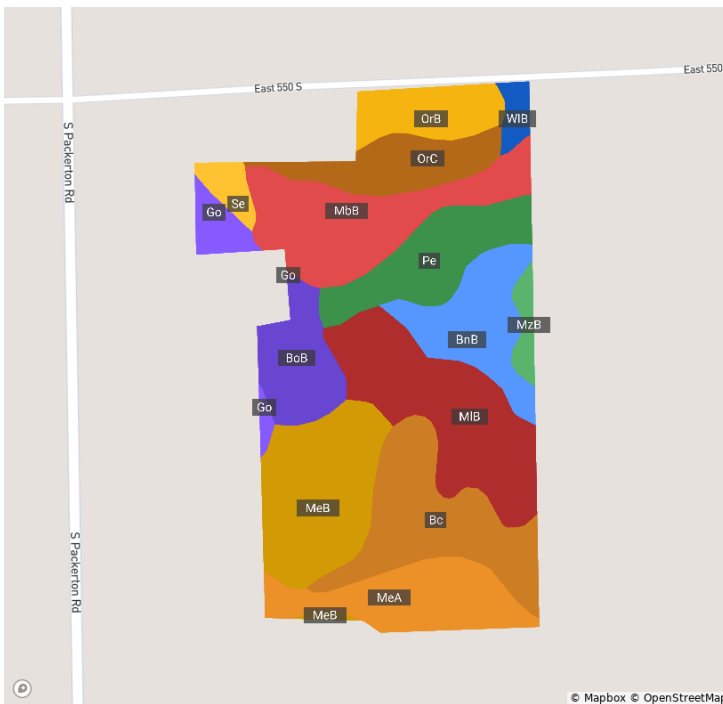 East 550 S
East 550
S Packerton Rd
OrB
WlB
OrC
Se
Go
MbB
Pe
Go
MzB
BnB
BoB
Go
MlB
MeB
Bc
S Packerton Rd
MeA
MeB
© Mapbox © OpenStreetMap